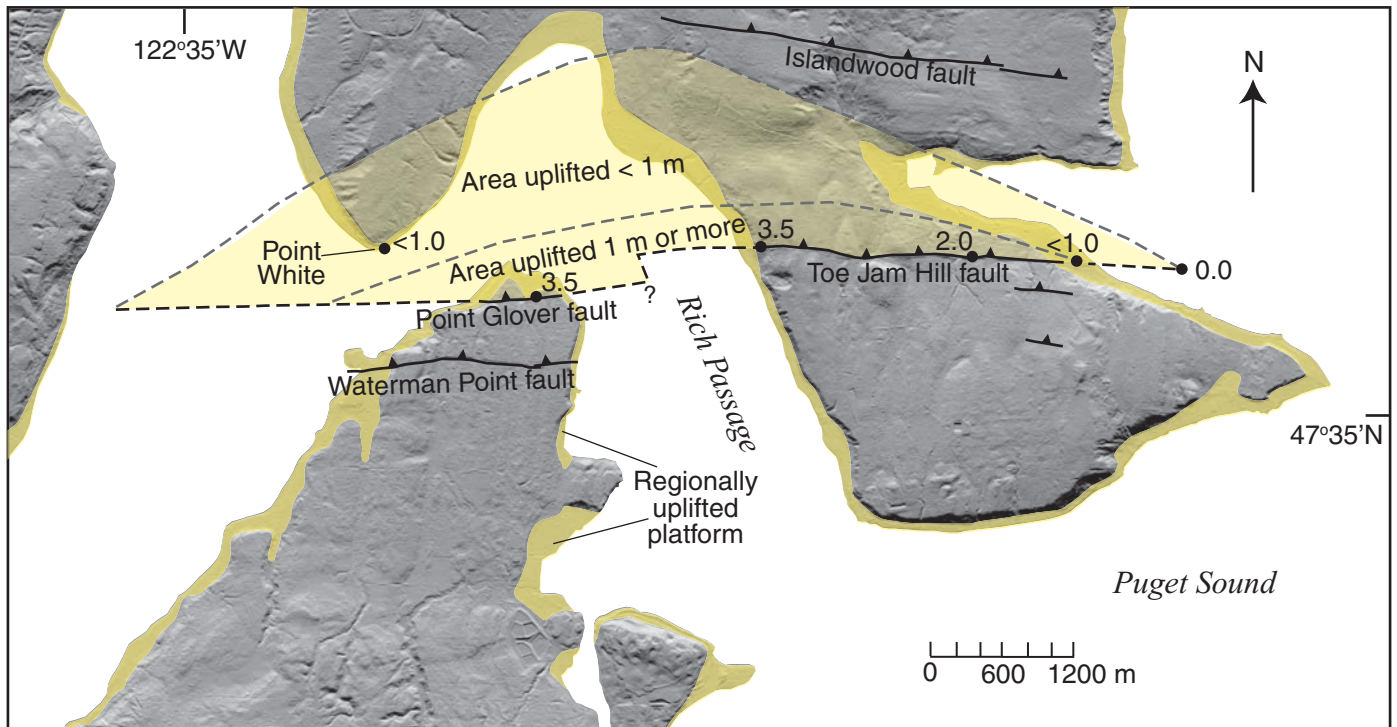 122°35'W
Islandwood fault
N
Area uplifted < 1 m
Point
White
<1.0
Area uplifted 1 m or more
3.5
2.0
<1.0
0.0
Toe Jam Hill fault
3.5
?
Point Glover fault
Rich Passage
Waterman Point fault
47°35'N
Regionally
uplifted
platform
Puget Sound
0 600 1200 m